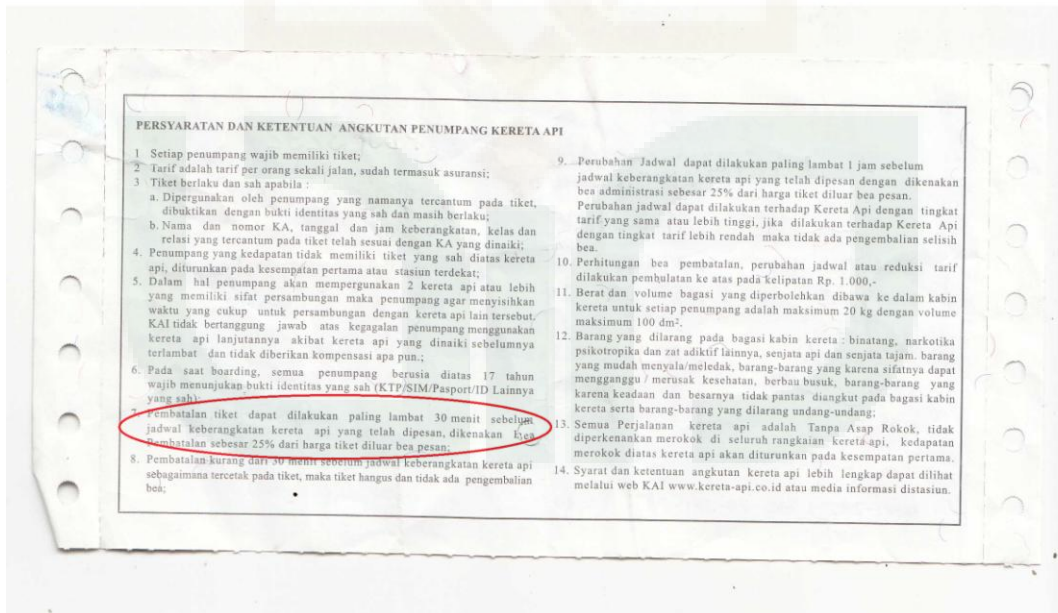 PERSYARATAN DAN KETENTUAN ANGKUTAN PENUMPANG KERETA API
1 Setiap penumpang wajib memiliki tiket;
2 Tarif adalah tarif per orang sekali jalan, sudah termasuk asuransi;
3 Tiket berlaku dan sah apabila :
a. Dipergunakan oleh penumpang yang namanya tercantum pada tiket,
dibuktikan dengan bukti identitas yang sah dan masih berlaku;
b. Nama dan nomor KA, tanggal dan jam keberangkatan, kelas dan
relasi yang tercantum pada tiket telah sesuai dengan KA yang dinaiki;
4. Penumpang yang kedapatan tidak memiliki tiket yang sah diatas kereta
api, diturunkan pada kesempatan pertama atau stasiun terdekat;
5. Dalam hal penumpang akan mempergunakan 2 kereta api atau lebih
yang memiliki sifat persambungan maka penumpang agar menyisihkan
waktu yang cukup untuk persambungan dengan kereta api lain tersebut,
KAI tidak bertanggung jawab atas kegagalan penumpang menggunakan
kereta api lanjutannya akibat kereta api yang dinaiki sebelumnya
terlambat dan tidak diberikan kompensasi apa pun.;
6. Pada saat boarding, semua penumpang berusia diatas 17 tahun
wajib menunjukan bukti identitas yang sah (KTP/SIM/Pasport/ID Lainnya
yang sah);
7. Pembatalan tiket dapat dilakukan paling lambat 30 menit sebelum
jadwal keberangkatan kereta api yang telah dipesan, dikenakan Bea
Pembatalan sebesar 25% dari harga tiket diluar bea pesan;
8. Pembatalan kurang dari 30 menit sebelum jadwal keberangkatan kereta api
sebagaimana tercetak pada tiket, maka tiket hangus dan tidak ada pengembalian
bea;
9. Perubahan Jadwal dapat dilakukan paling lambat 1 jam sebelum
jadwal keberangkatan kereta api yang telah dipesan dengan dikenakan
bea administrasi sebesar 25% dari harga tiket diluar bea pesan.
Perubahan jadwal dapat dilakukan terhadap Kereta Api dengan tingkat
tarif yang sama atau lebih tinggi, jika dilakukan terhadap Kereta Api
dengan tingkat tarif lebih rendah maka tidak ada pengembalian selisih
bea.
10. Perhitungan bea pembatalan, perubahan jadwal atau reduksi tarif
dilakukan pembulatan ke atas pada kelipatan Rp. 1.000,-
11. Berat dan volume bagasi yang diperbolehkan dibawa ke dalam kabin
kereta untuk setiap penumpang adalah maksimum 20 kg dengan volume
maksimum 100 dm².
12. Barang yang dilarang pada bagasi kabin kereta : binatang, narkotika
psikotropika dan zat adiktif lainnya, senjata api dan senjata tajam. barang
yang mudah menyala/meledak, barang-barang yang karena sifatnya dapat
mengganggu / merusak kesehatan, berbau busuk, barang-barang yang
karena keadaan dan besarnya tidak pantas diangkut pada bagasi kabin
kereta serta barang-barang yang dilarang undang-undang;
13. Semua Perjalanan kereta api adalah Tanpa Asap Rokok, tidak
diperkenankan merokok di seluruh rangkaian kereta api, kedapatan
merokok diatas kereta api akan diturunkan pada kesempatan pertama.
14. Syarat dan ketentuan angkutan kereta api lebih lengkap dapat dilihat
melalui web KAI www.kereta-api.co.id atau media informasi distasiun.